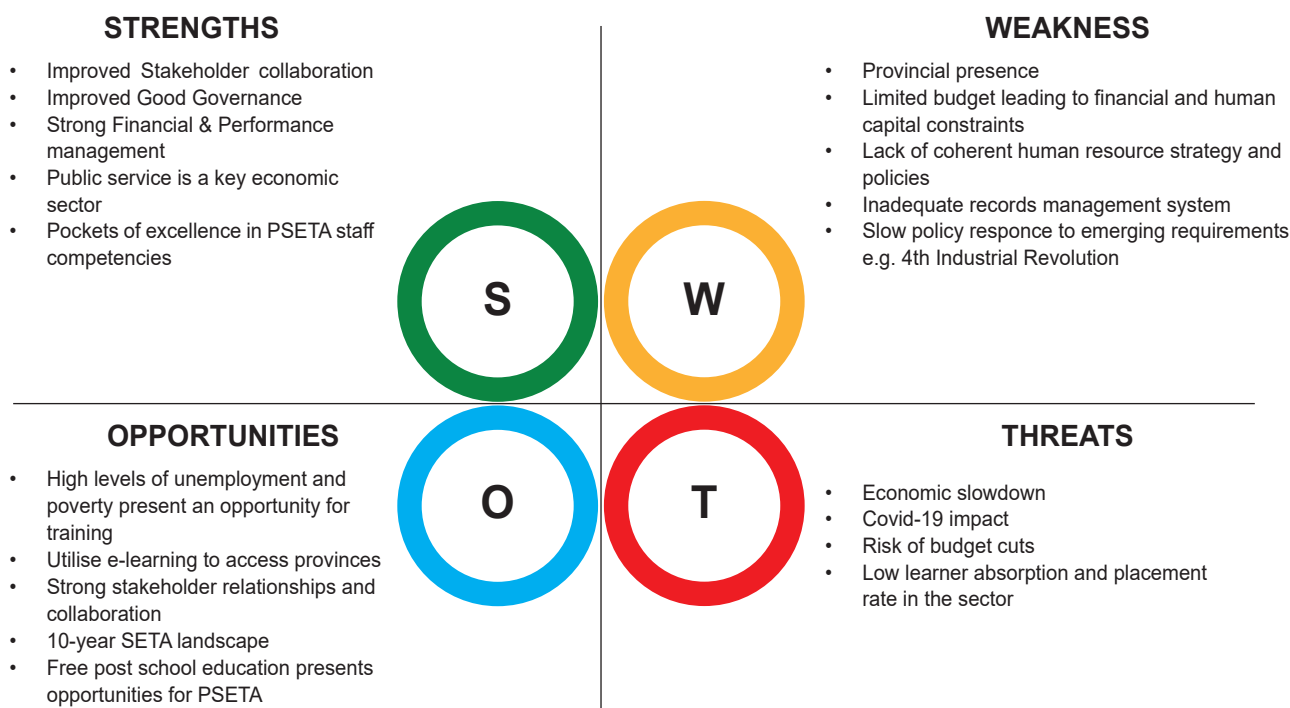 STRENGTHS
• Improved Stakeholder collaboration
• Improved Good Governance
• Strong Financial & Performance
management
• Public service is a key economic
sector
• Pockets of excellence in PSETA staff
competencies
S
WEAKNESS
• Provincial presence
• Limited budget leading to financial and human
capital constraints
• Lack of coherent human resource strategy and
policies
• Inadequate records management system
• Slow policy responce to emerging requirements
e.g. 4th Industrial Revolution
W
OPPORTUNITIES
• High levels of unemployment and
poverty present an opportunity for
training
• Utilise e-learning to access provinces
• Strong stakeholder relationships and
collaboration
• 10-year SETA landscape
• Free post school education presents
opportunities for PSETA
O
THREATS
• Economic slowdown
• Covid-19 impact
• Risk of budget cuts
• Low learner absorption and placement
rate in the sector
T